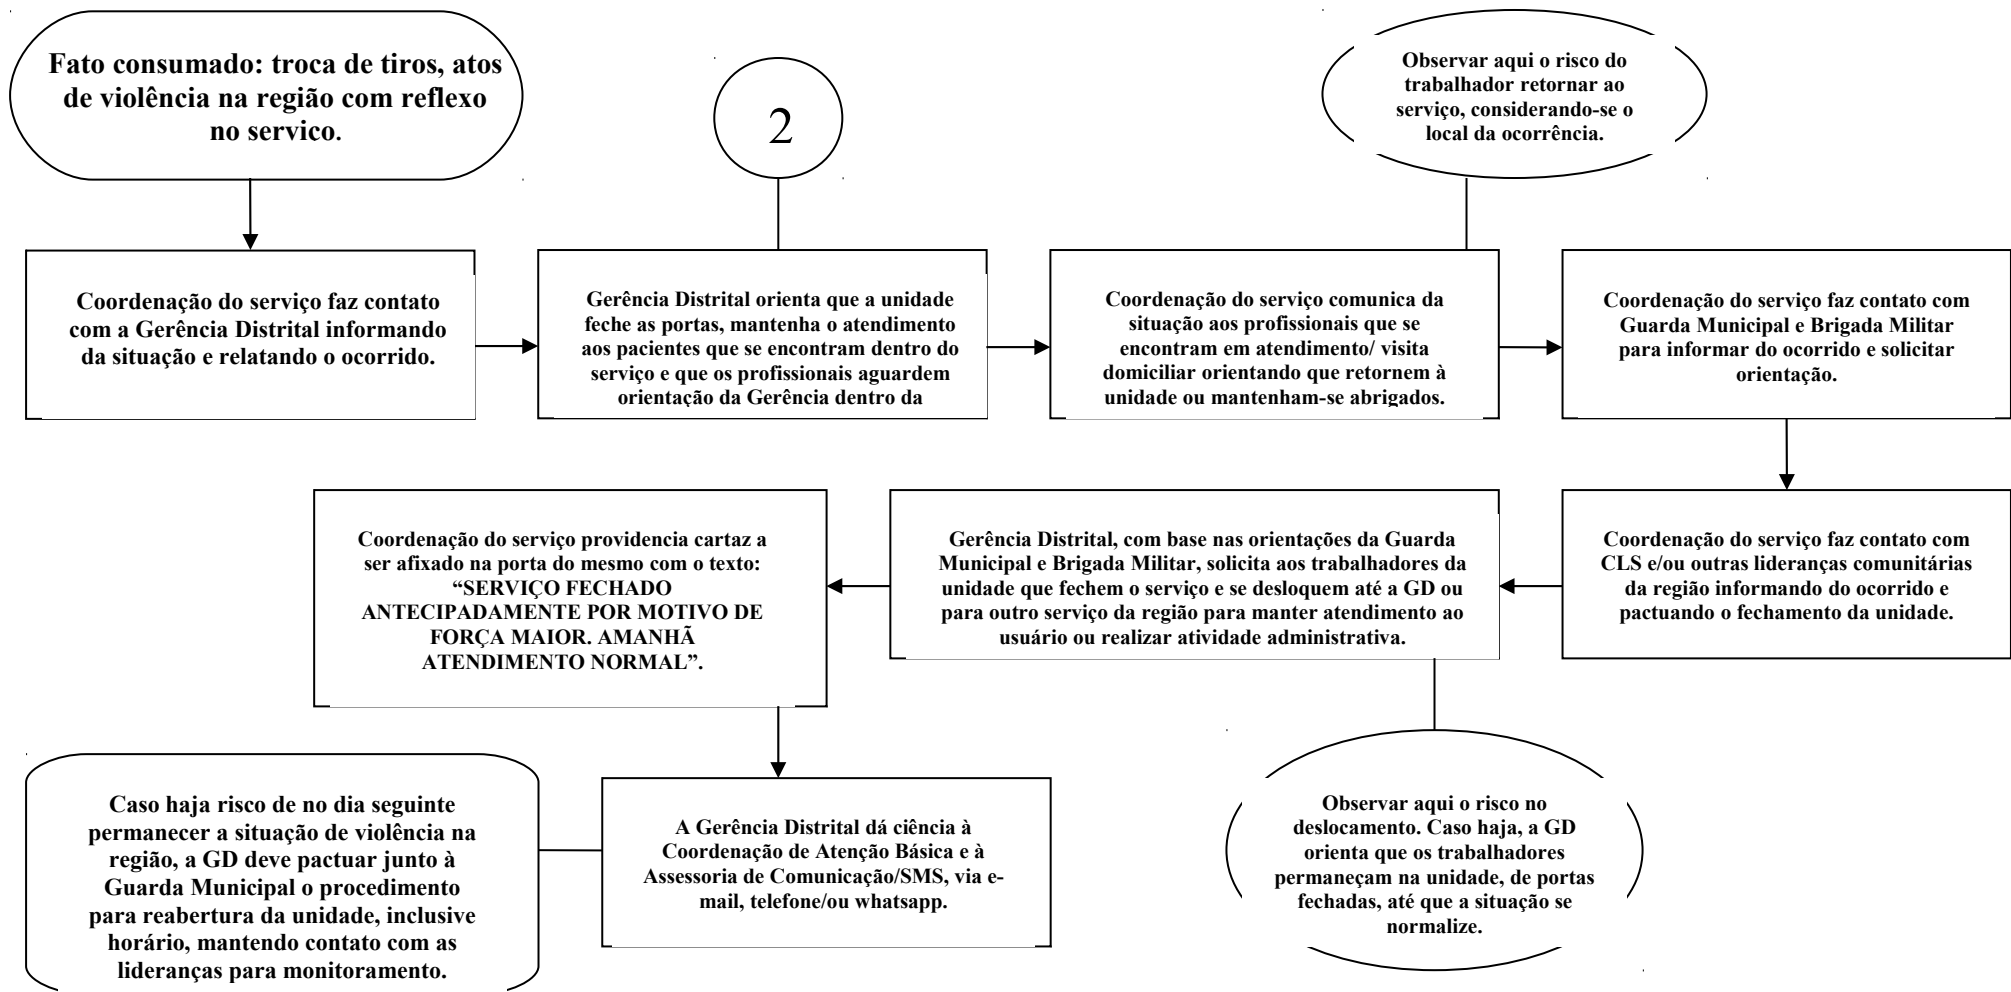 Fato consumado: troca de tiros, atos
de violência na região com reflexo
no servico.
2
Observar aqui o risco do
trabalhador retornar ao
serviço, considerando-se o
local da ocorrência.
Coordenação do serviço faz contato
com a Gerência Distrital informando
da situação e relatando o ocorrido.
Gerência Distrital orienta que a unidade
feche as portas, mantenha o atendimento
aos pacientes que se encontram dentro do
serviço e que os profissionais aguardem
orientação da Gerência dentro da
Coordenação do serviço comunica da
situação aos profissionais que se
encontram em atendimento/ visita
domiciliar orientando que retornem à
unidade ou mantenham-se abrigados.
Coordenação do serviço faz contato com
Guarda Municipal e Brigada Militar
para informar do ocorrido e solicitar
orientação.
Coordenação do serviço faz contato com
CLS e/ou outras lideranças comunitárias
da região informando do ocorrido e
pactuando o fechamento da unidade.
Gerência Distrital, com base nas orientações da Guarda
Municipal e Brigada Militar, solicita aos trabalhadores da
unidade que fechem o serviço e se desloquem até a GD ou
para outro serviço da região para manter atendimento ao
usuário ou realizar atividade administrativa.
Coordenação do serviço providencia cartaz a
ser afixado na porta do mesmo com o texto:
“SERVIÇO FECHADO
ANTECIPADAMENTE POR MOTIVO DE
FORÇA MAIOR. AMANHÃ
ATENDIMENTO NORMAL”.
Observar aqui o risco no
deslocamento. Caso haja, a GD
orienta que os trabalhadores
permaneçam na unidade, de portas
fechadas, até que a situação se
normalize.
A Gerência Distrital dá ciência à
Coordenação de Atenção Básica e à
Assessoria de Comunicação/SMS, via e-
mail, telefone/ou whatsapp.
Caso haja risco de no dia seguinte
permanecer a situação de violência na
região, a GD deve pactuar junto à
Guarda Municipal o procedimento
para reabertura da unidade, inclusive
horário, mantendo contato com as
lideranças para monitoramento.